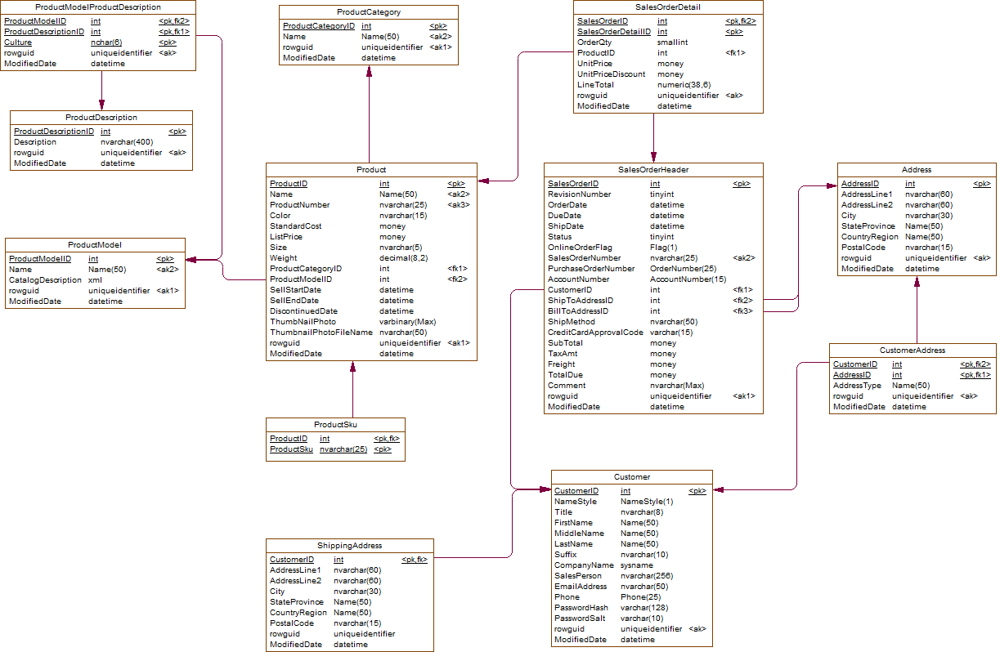 ProductModelProductDescription
ProductModelID int <pk,fk2>
ProductDescriptionID int <pk,fk1>
Culture nchar(6) <pk>
rowguid uniqueidentifier <ak>
ModifiedDate datetime
ProductCategory
ProductCategoryID int <pk>
Name Name(50) <ak2>
rowguid uniqueidentifier <ak1>
ModifiedDate datetime
SalesOrderDetail
SalesOrderID int <pk,fk2>
SalesOrderDetailID int <pk>
OrderQty smallint
ProductID int <fk1>
UnitPrice money
UnitPriceDiscount money
LineTotal numeric(38,6)
rowguid uniqueidentifier <ak>
ModifiedDate datetime
ProductDescription
ProductDescriptionID int <pk>
Description nvarchar(400)
rowguid uniqueidentifier <ak>
ModifiedDate datetime
Product
ProductID int <pk>
Name Name(50) <ak2>
ProductNumber nvarchar(25) <ak3>
Color nvarchar(15)
StandardCost money
ListPrice money
Size nvarchar(5)
Weight decimal(8,2)
ProductCategoryID int <fk1>
ProductModelID int <fk2>
SellStartDate datetime
SellEndDate datetime
DiscontinuedDate datetime
ThumbNailPhoto varbinary(Max)
ThumbnailPhotoFileName nvarchar(50)
rowguid uniqueidentifier <ak1>
ModifiedDate datetime
SalesOrderHeader
SalesOrderID int <pk>
RevisionNumber tinyint
OrderDate datetime
DueDate datetime
ShipDate datetime
Status tinyint
OnlineOrderFlag Flag(1)
SalesOrderNumber nvarchar(25) <ak2>
PurchaseOrderNumber OrderNumber(25)
AccountNumber AccountNumber(15)
CustomerID int <fk1>
ShipToAddressID int <fk2>
BillToAddressID int <fk3>
ShipMethod nvarchar(50)
CreditCardApprovalCode varchar(15)
SubTotal money
TaxAmt money
Freight money
TotalDue money
Comment nvarchar(Max)
rowguid uniqueidentifier <ak1>
ModifiedDate datetime
Address
AddressID int <pk>
AddressLine1 nvarchar(60)
AddressLine2 nvarchar(60)
City nvarchar(30)
StateProvince Name(50)
CountryRegion Name(50)
PostalCode nvarchar(15)
rowguid uniqueidentifier <ak>
ModifiedDate datetime
ProductModel
ProductModelID int <pk>
Name Name(50) <ak2>
CatalogDescription xml
rowguid uniqueidentifier <ak1>
ModifiedDate datetime
CustomerAddress
CustomerID int <pk,fk2>
AddressID int <pk,fk1>
AddressType Name(50)
rowguid uniqueidentifier <ak>
ModifiedDate datetime
ProductSku
ProductID int <pk,fk>
ProductSku nvarchar(25) <pk>
Customer
CustomerID int <pk>
NameStyle NameStyle(1)
Title nvarchar(8)
FirstName Name(50)
MiddleName Name(50)
LastName Name(50)
Suffix nvarchar(10)
CompanyName sysname
SalesPerson nvarchar(256)
EmailAddress nvarchar(50)
Phone Phone(25)
PasswordHash varchar(128)
PasswordSalt varchar(10)
rowguid uniqueidentifier <ak>
ModifiedDate datetime
ShippingAddress
CustomerID int <pk,fk>
AddressLine1 nvarchar(60)
AddressLine2 nvarchar(60)
City nvarchar(30)
StateProvince Name(50)
CountryRegion Name(50)
PostalCode nvarchar(15)
rowguid uniqueidentifier
ModifiedDate datetime